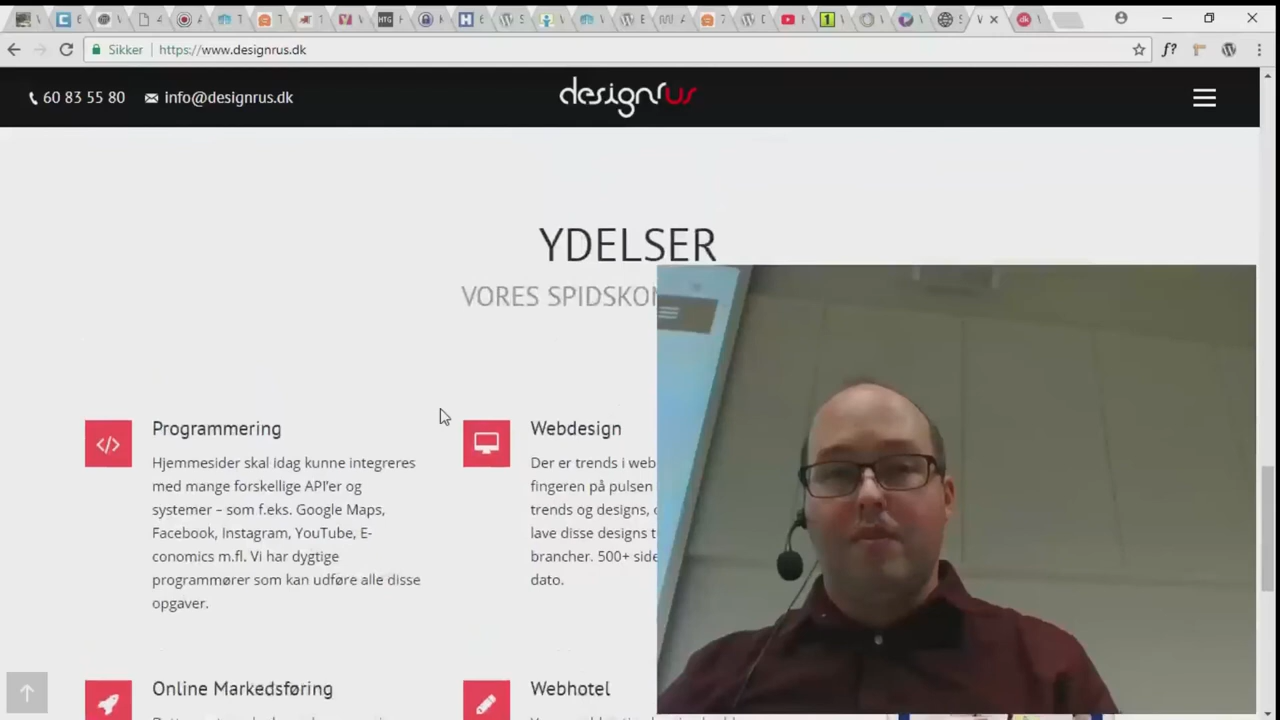 Sikker
https://www.designrus.dk
60 83 55 80
info@designrus.dk
designrus
YDELSER
VORES
Programmering
Hjemmesider skal idag kunne integreres
med mange forskellige API'er og
systemer – som f.eks. Google Maps,
Facebook, Instagram, YouTube, E-
conomics m.fl. Vi har dygtige
programmører som kan udføre alle disse
opgaver.
Webdesign
Der er trends i web
fingeren på pulsen
trends og designs,
lave disse designs
brancher. 500+ side
dato.
Online Markedsføring
Webhotel